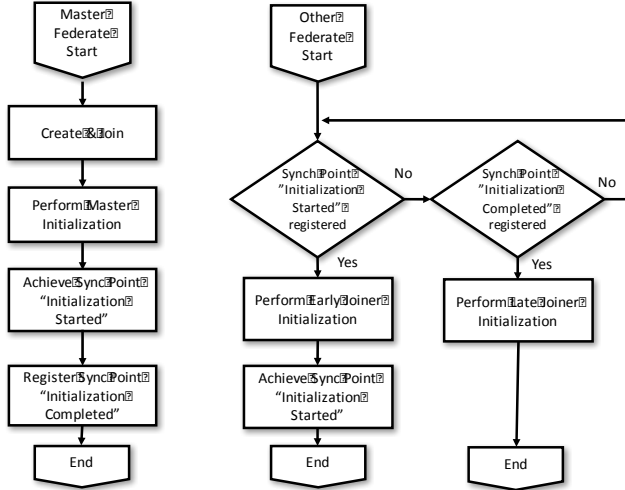 Master
Federate
Start
Create & Join
Perform Master
Initialization
Achieve Sync Point
“Initialization
Started”
Register Sync Point
“Initialization
Completed”
End
Other
Federate
Start
Synch Point
”Initialization
Started”
registered
No
Yes
Perform Early Joiner
Initialization
Achieve Sync Point
“Initialization
Started”
End
Synch Point
”Initialization
Completed”
registered
No
Yes
Perform Late Joiner
Initialization
End